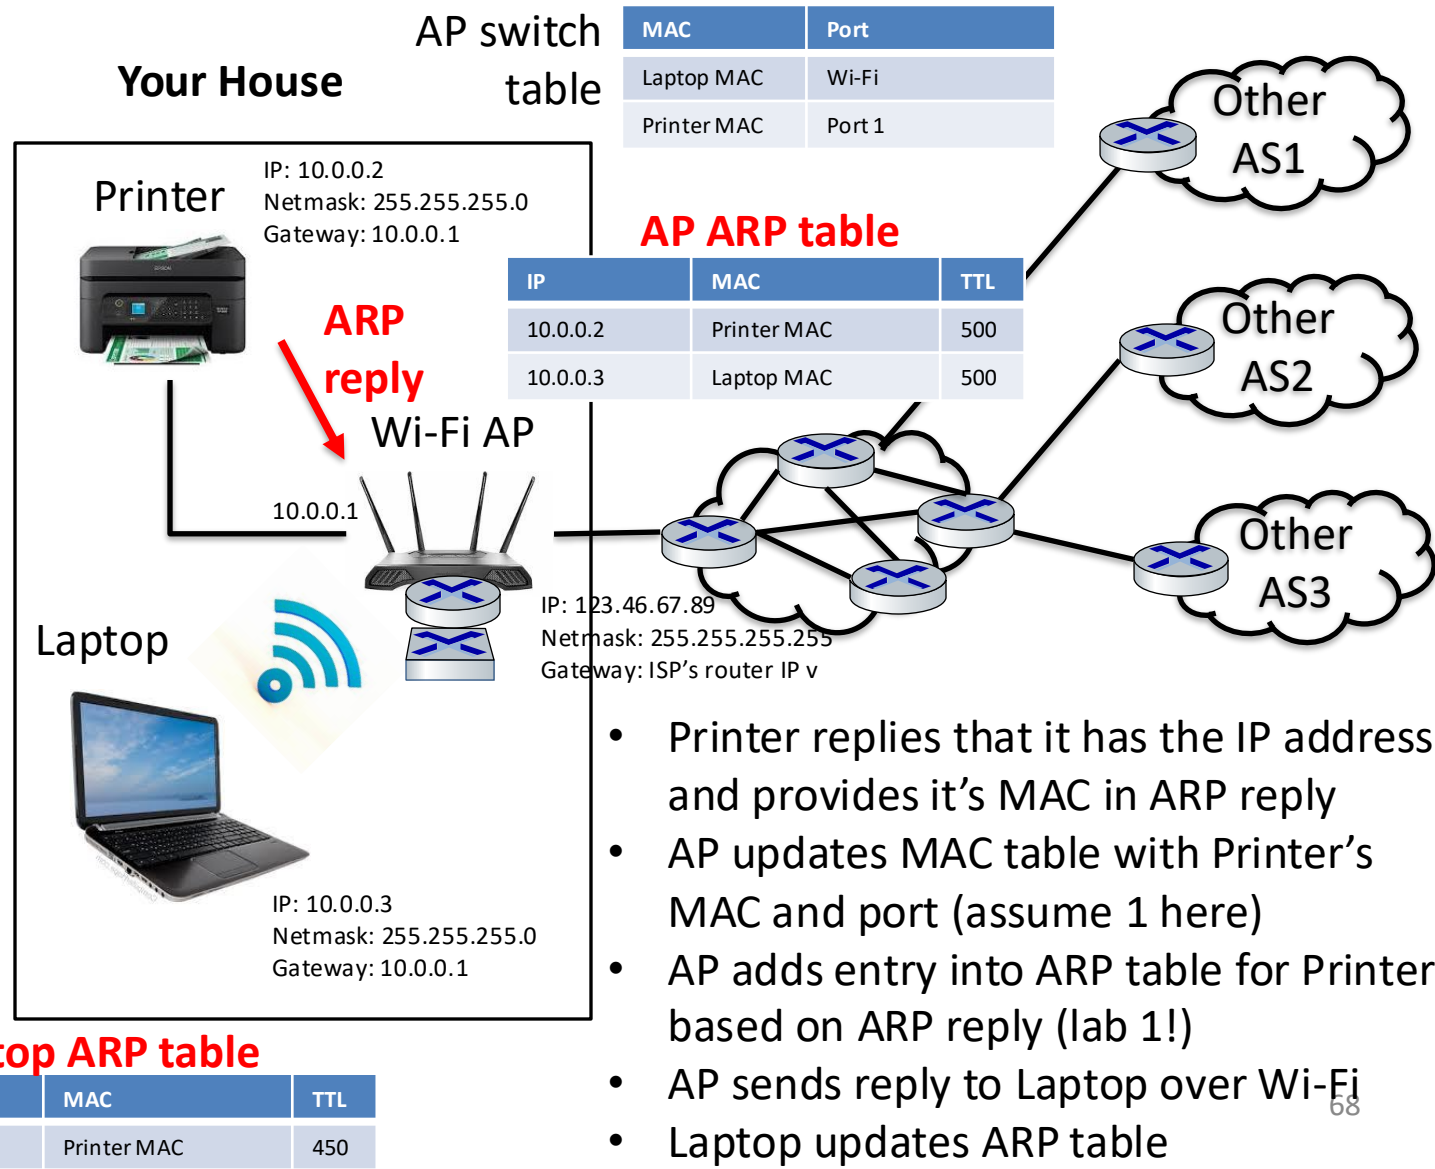 AP switch
table
MAC Port
Laptop MAC Wi-Fi
Printer MAC Port 1
Your House
Printer
IP: 10.0.0.2
Netmask: 255.255.255.0
Gateway: 10.0.0.1
ARP
reply
AP ARP table
IP MAC TTL
10.0.0.2 Printer MAC 500
10.0.0.3 Laptop MAC 500
Other
AS1
Other
AS2
Other
AS3
Wi-Fi AP
10.0.0.1
IP: 123.46.67.89
Netmask: 255.255.255.255
Gateway: ISP's router IP v
Laptop
IP: 10.0.0.3
Netmask: 255.255.255.0
Gateway: 10.0.0.1
• Printer replies that it has the IP address
and provides it's MAC in ARP reply
• AP updates MAC table with Printer's
MAC and port (assume 1 here)
• AP adds entry into ARP table for Printer
based on ARP reply (lab 1!)
• AP sends reply to Laptop over Wi-Fi
• Laptop updates ARP table
68
top ARP table
MAC TTL
Printer MAC 450